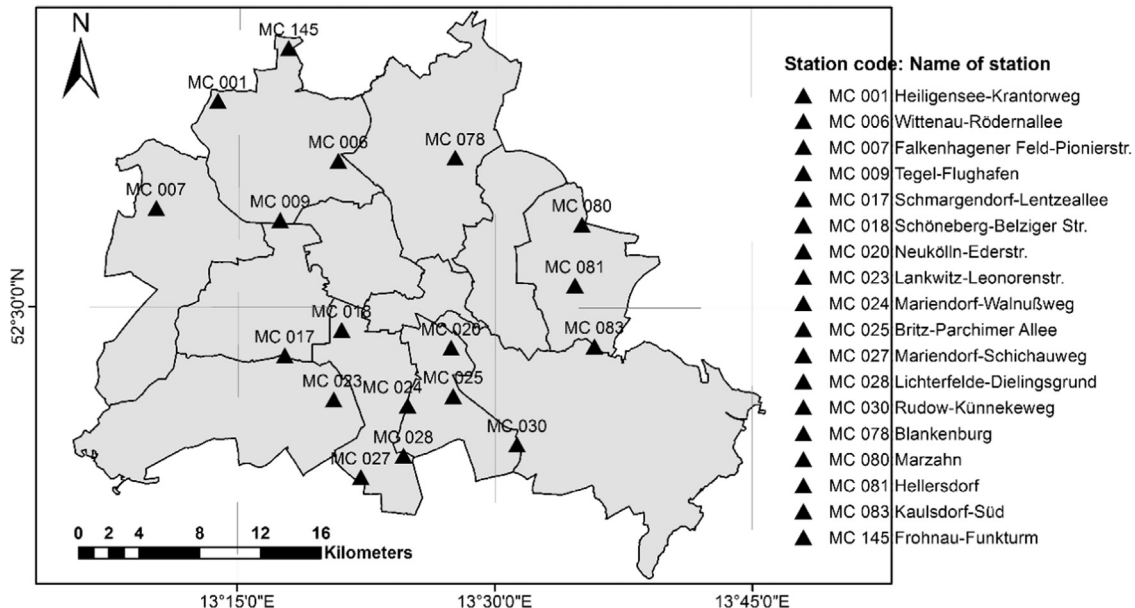 N
MC 145
MC 001
MC 006
MC 078
MC 007
MC 009
MC 080
MC 081
MC 018
MC 017
MC 020
MC 083
MC 023
MC 024
MC 025
MC 028
MC 030
MC 027
52°30'0"N
0 2 4 8 12 16
Kilometers
13°15'0"E 13°30'0"E 13°45'0"E
Station code: Name of station
MC 001 Heiligensee-Krantorweg
MC 006 Wittenau-Rödernallee
MC 007 Falkenhagener Feld-Pionierstr.
MC 009 Tegel-Flughafen
MC 017 Schmargendorf-Lentzeallee
MC 018 Schöneberg-Belziger Str.
MC 020 Neukölln-Ederstr.
MC 023 Lankwitz-Leonorenstr.
MC 024 Mariendorf-Walnußweg
MC 025 Britz-Parchimer Allee
MC 027 Mariendorf-Schichauweg
MC 028 Lichterfelde-Dielingsgrund
MC 030 Rudow-Künnekeweg
MC 078 Blankenburg
MC 080 Marzahn
MC 081 Hellersdorf
MC 083 Kaulsdorf-Süd
MC 145 Frohnau-Funkturm